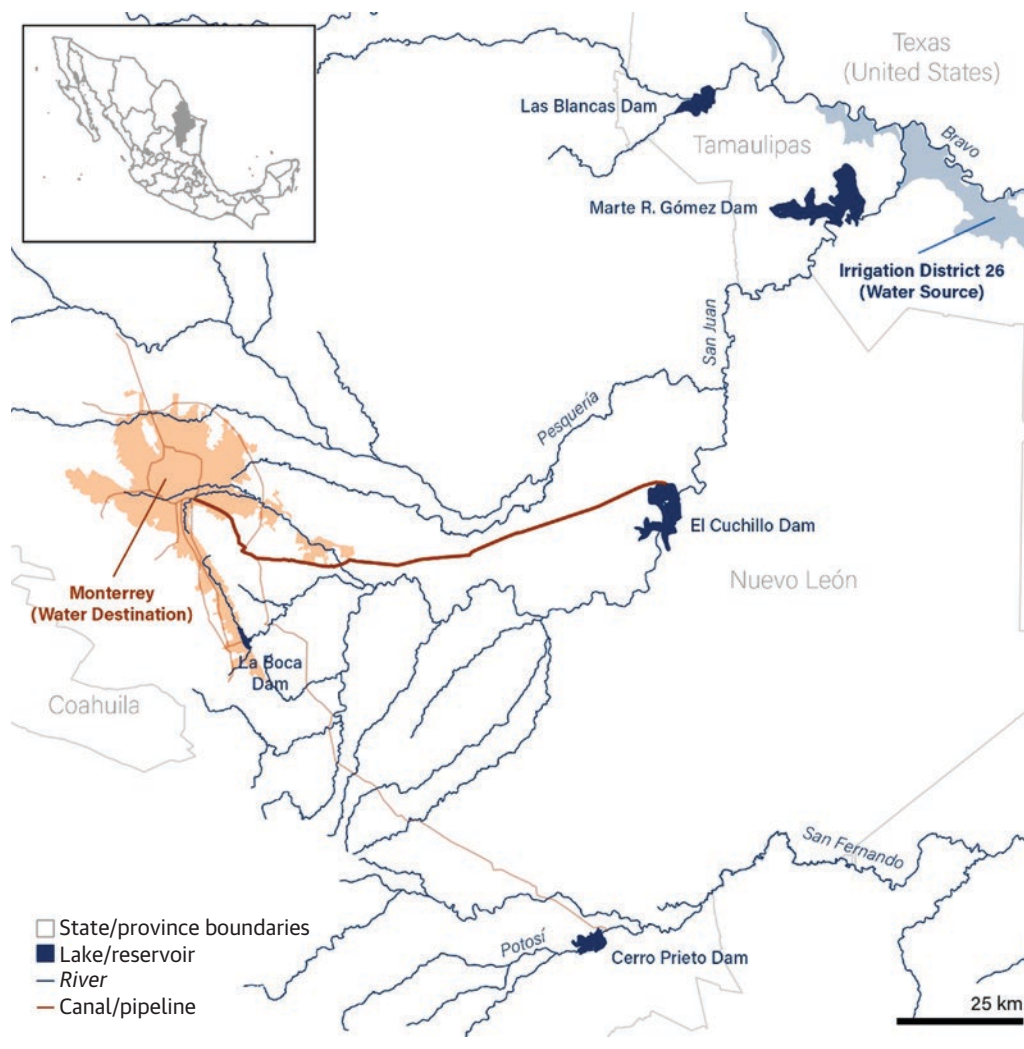 Texas
(United States)
Las Blancas Dam
Tamaulipas
Bravo
Marte R. Gómez Dam
Irrigation District 26
(Water Source)
San Juan
Pesquería
El Cuchillo Dam
Monterrey
(Water Destination)
Nuevo León
La Boca
Dam
Coahuila
San Fernando
Potosí
Cerro Prieto Dam
State/province boundaries
Lake/reservoir
River
Canal/pipeline
25 km